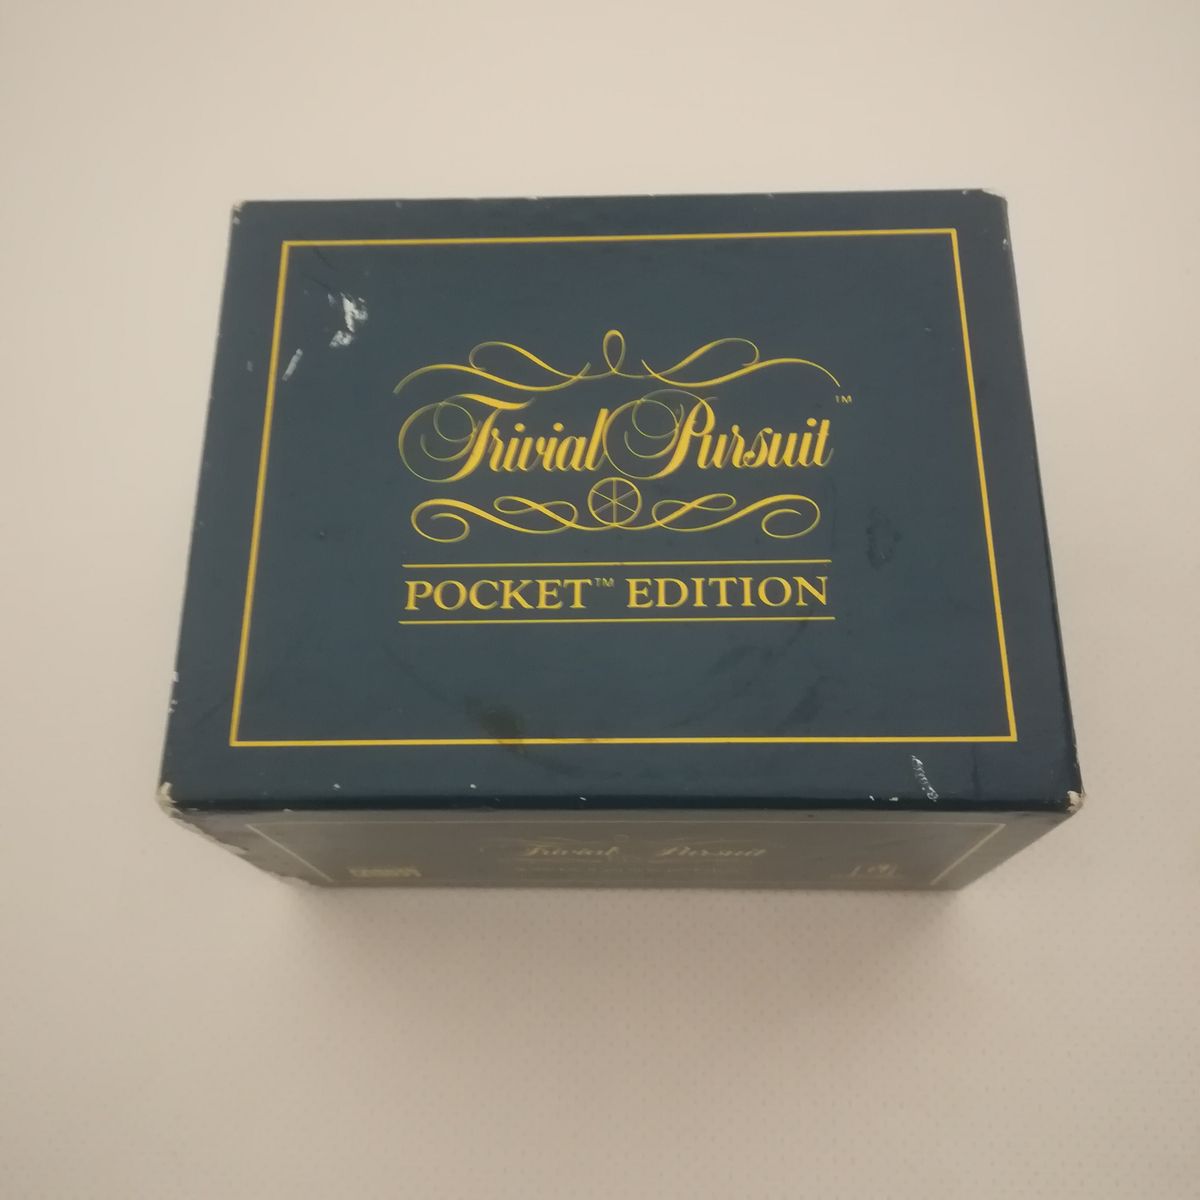 Trivial Pursuit™
POCKET™ EDITION
Trivial Pursuit